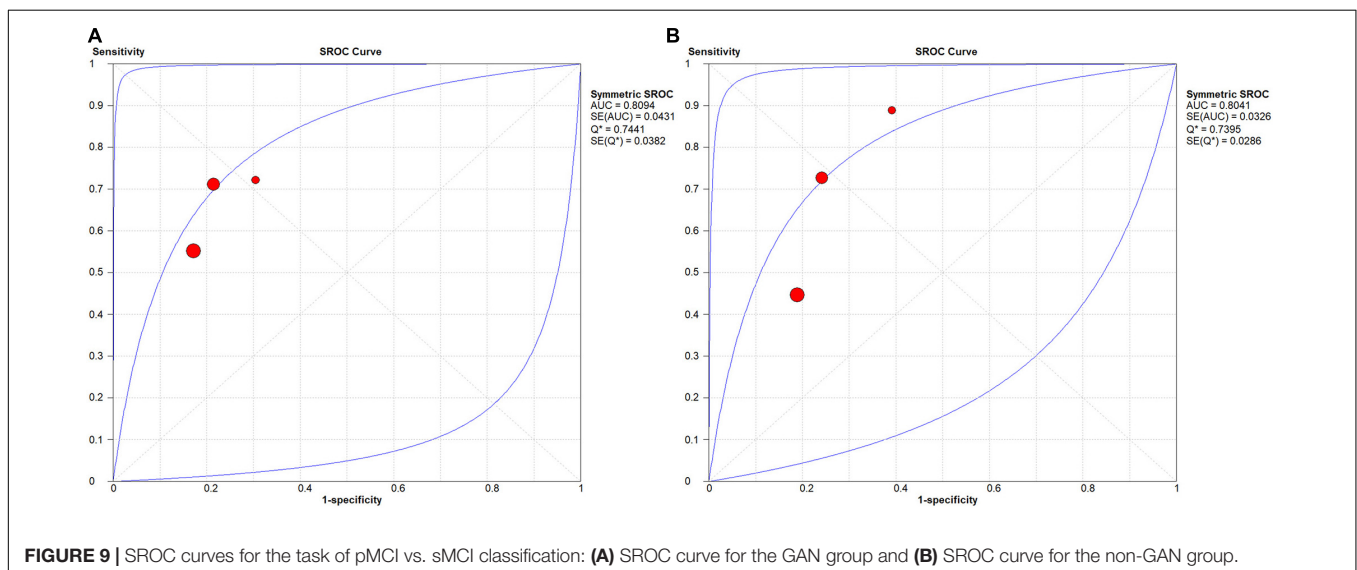 A
Sensitivity
SROC Curve
1
0.9
0.8
0.7
0.6
0.5
0.4
0.3
0.2
0.1
0
0
0.2
0.4
0.6
0.8
1
1-specificity
Symmetric SROC
AUC = 0.8094
SE(AUC) = 0.0431
Q* = 0.7441
SE(Q*) = 0.0382
B
Sensitivity
SROC Curve
1
0.9
0.8
0.7
0.6
0.5
0.4
0.3
0.2
0.1
0
0
0.2
0.4
0.6
0.8
1
1-specificity
Symmetric SROC
AUC = 0.8041
SE(AUC) = 0.0326
Q* = 0.7395
SE(Q*) = 0.0286
FIGURE 9 | SROC curves for the task of pMCI vs. sMCI classification: (A) SROC curve for the GAN group and (B) SROC curve for the non-GAN group.